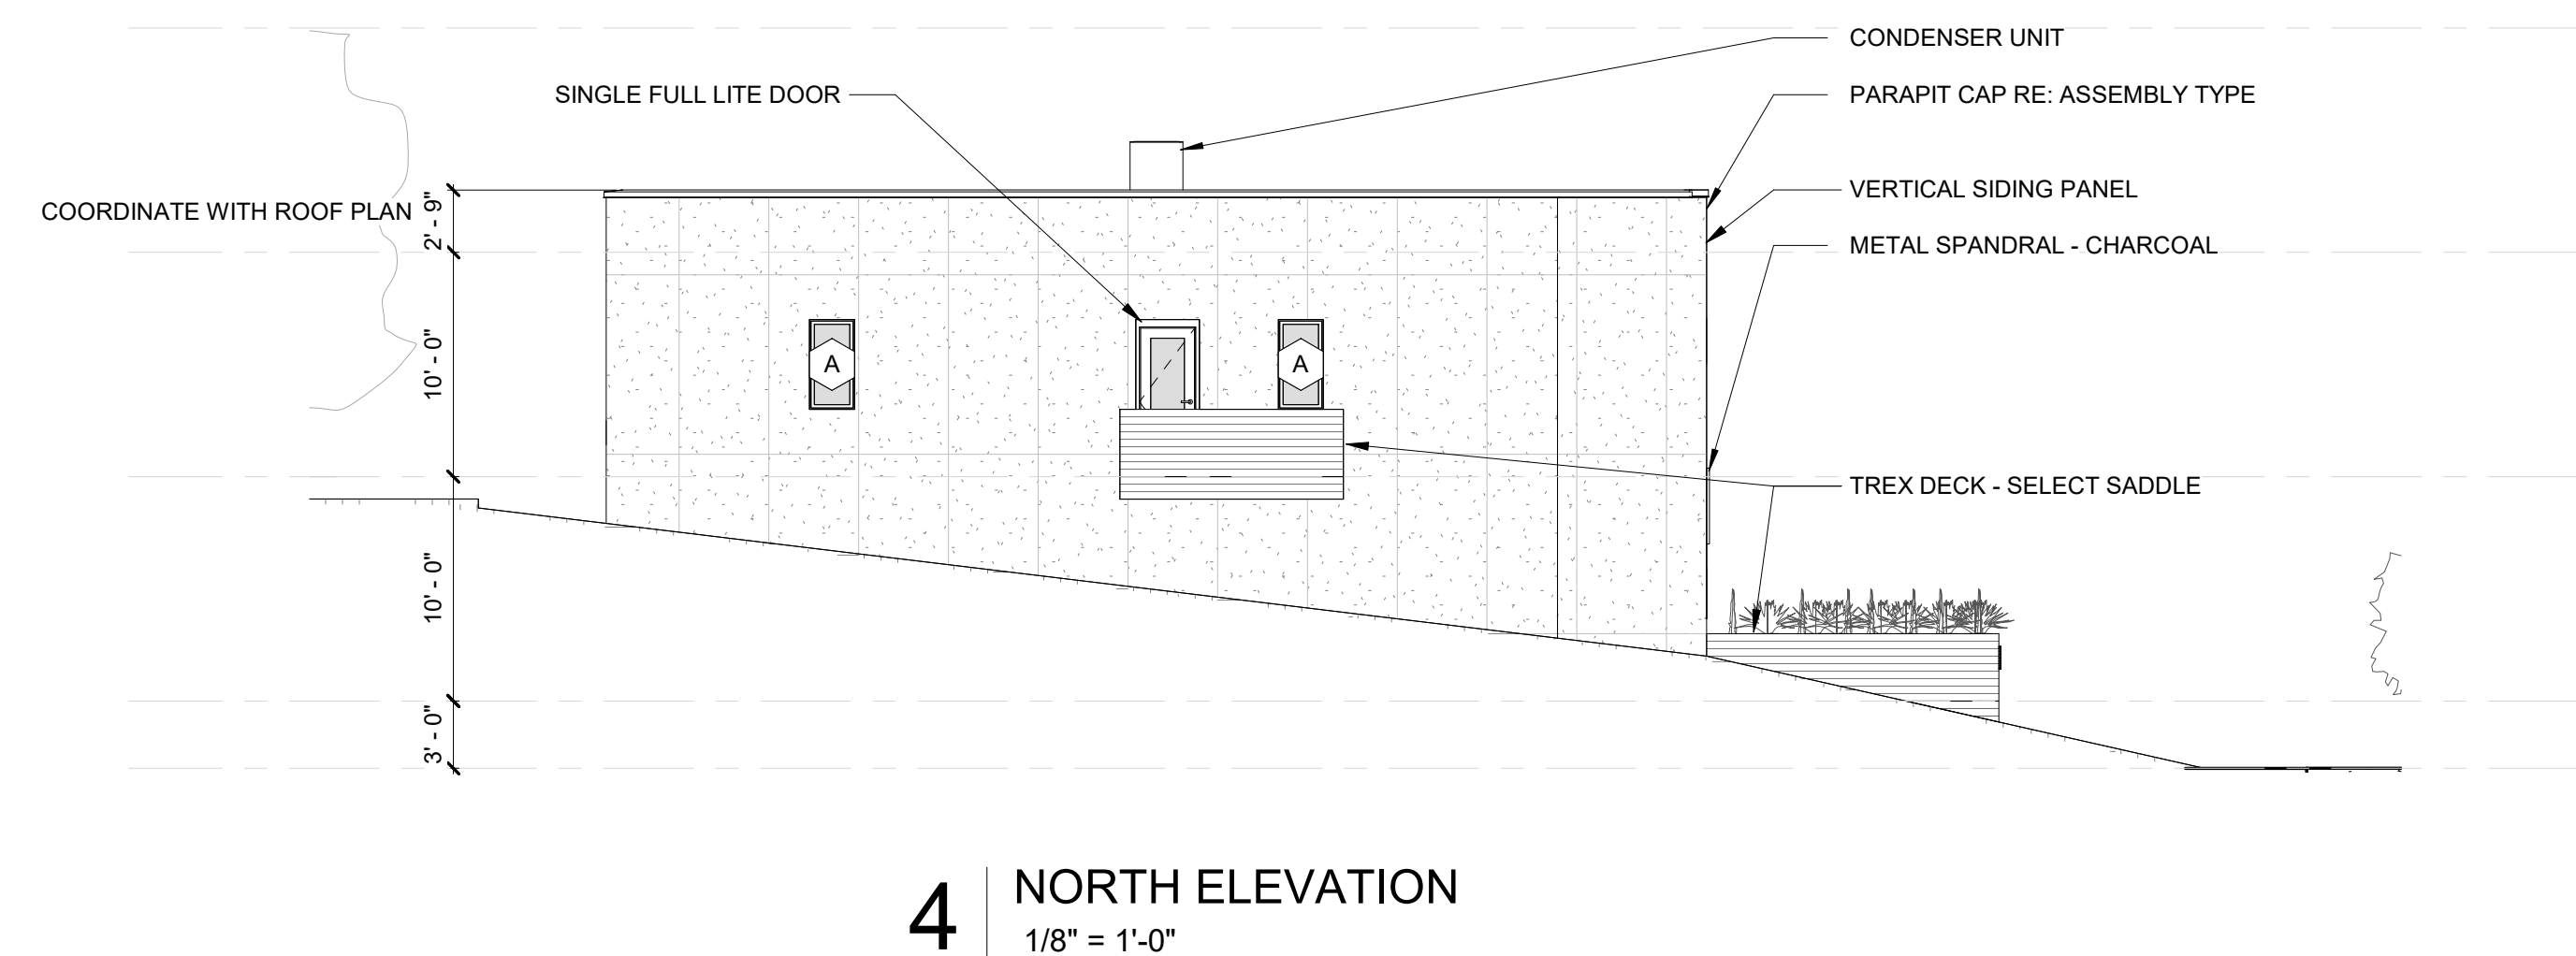 CONDENSER UNIT
SINGLE FULL LITE DOOR
PARAPIT CAP RE: ASSEMBLY TYPE
VERTICAL SIDING PANEL
COORDINATE WITH ROOF PLAN
2' - 9"
METAL SPANDRAL - CHARCOAL
10' - 0"
A
A
TREX DECK - SELECT SADDLE
10' - 0"
3' - 0"
4
NORTH ELEVATION
1/8" = 1'-0"